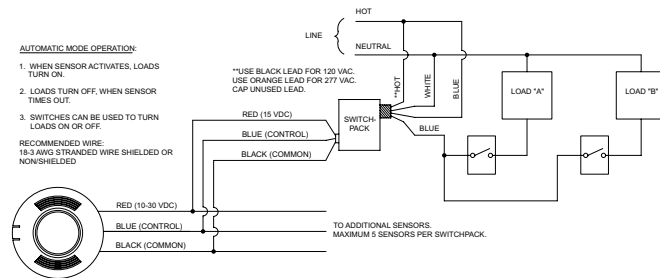 AUTOMATIC MODE OPERATION:
1. WHEN SENSOR ACTIVATES, LOADS
TURN ON.
2. LOADS TURN OFF, WHEN SENSOR
TIMES OUT.
3. SWITCHES CAN BE USED TO TURN
LOADS ON OR OFF.
RECOMMENDED WIRE:
18-3 AWG STRANDED WIRE SHIELDED OR
NON/SHIELDED
HOT
LINE
NEUTRAL
**USE BLACK LEAD FOR 120 VAC.
USE ORANGE LEAD FOR 277 VAC.
CAP UNUSED LEAD.
**HOT
WHITE
BLUE
LOAD "A"
LOAD "B"
RED (15 VDC)
BLUE (CONTROL)
BLACK (COMMON)
SWITCH-
PACK
BLUE
RED (10-30 VDC)
BLUE (CONTROL)
BLACK (COMMON)
TO ADDITIONAL SENSORS.
MAXIMUM 5 SENSORS PER SWITCHPACK.